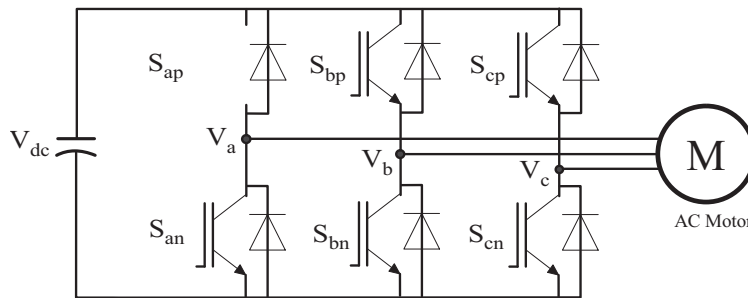 S_ap
S_bp
S_cp
V_dc
V_a
V_b
V_c
M
S_an
S_bn
S_cn
AC Motor